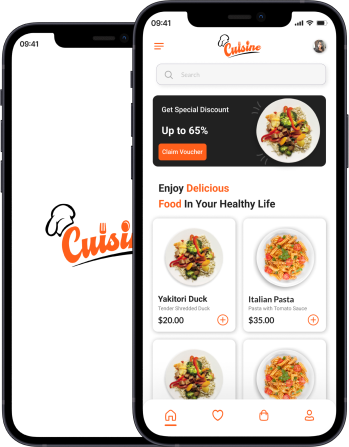 09:41
Cuisine
09:41
Cuisine
Search
Get Special Discount
Up to 65%
Claim Voucher
Enjoy Delicious
Food In Your Healthy Life
Yakitori Duck
Tender Shredded Duck
$20.00
Italian Pasta
Pasta with Tomato Sauce
$35.00